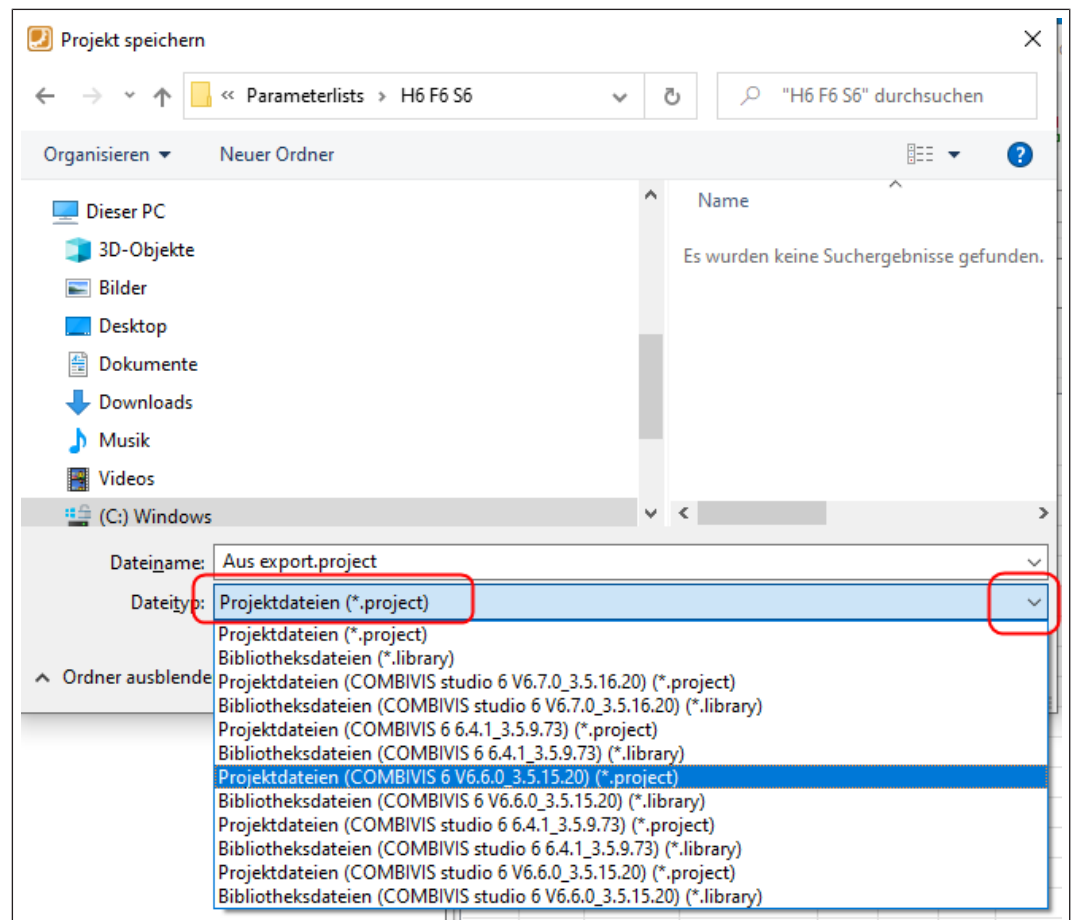 Projekt speichern
« Parameterlists › H6 F6 S6
"H6 F6 S6" durchsuchen
Organisieren
Neuer Ordner
Dieser PC
3D-Objekte
Bilder
Desktop
Dokumente
Downloads
Musik
Videos
(C:) Windows
Name
Es wurden keine Suchergebnisse gefunden.
Dateiname: Aus export.project
Dateityp: Projektdateien (*.project)
Projektdateien (*.project)
Bibliotheksdateien (*.library)
Ordner ausblende
Projektdateien (COMBIVIS studio 6 V6.7.0_3.5.16.20) (*.project)
Bibliotheksdateien (COMBIVIS studio 6 V6.7.0_3.5.16.20) (*.library)
Projektdateien (COMBIVIS 6 6.4.1_3.5.9.73) (*.project)
Bibliotheksdateien (COMBIVIS 6 6.4.1_3.5.9.73) (*.library)
Projektdateien (COMBIVIS 6 V6.6.0_3.5.15.20) (*.project)
Bibliotheksdateien (COMBIVIS 6 V6.6.0_3.5.15.20) (*.library)
Projektdateien (COMBIVIS studio 6 6.4.1_3.5.9.73) (*.project)
Bibliotheksdateien (COMBIVIS studio 6 6.4.1_3.5.9.73) (*.library)
Projektdateien (COMBIVIS studio 6 V6.6.0_3.5.15.20) (*.project)
Bibliotheksdateien (COMBIVIS studio 6 V6.6.0_3.5.15.20) (*.library)